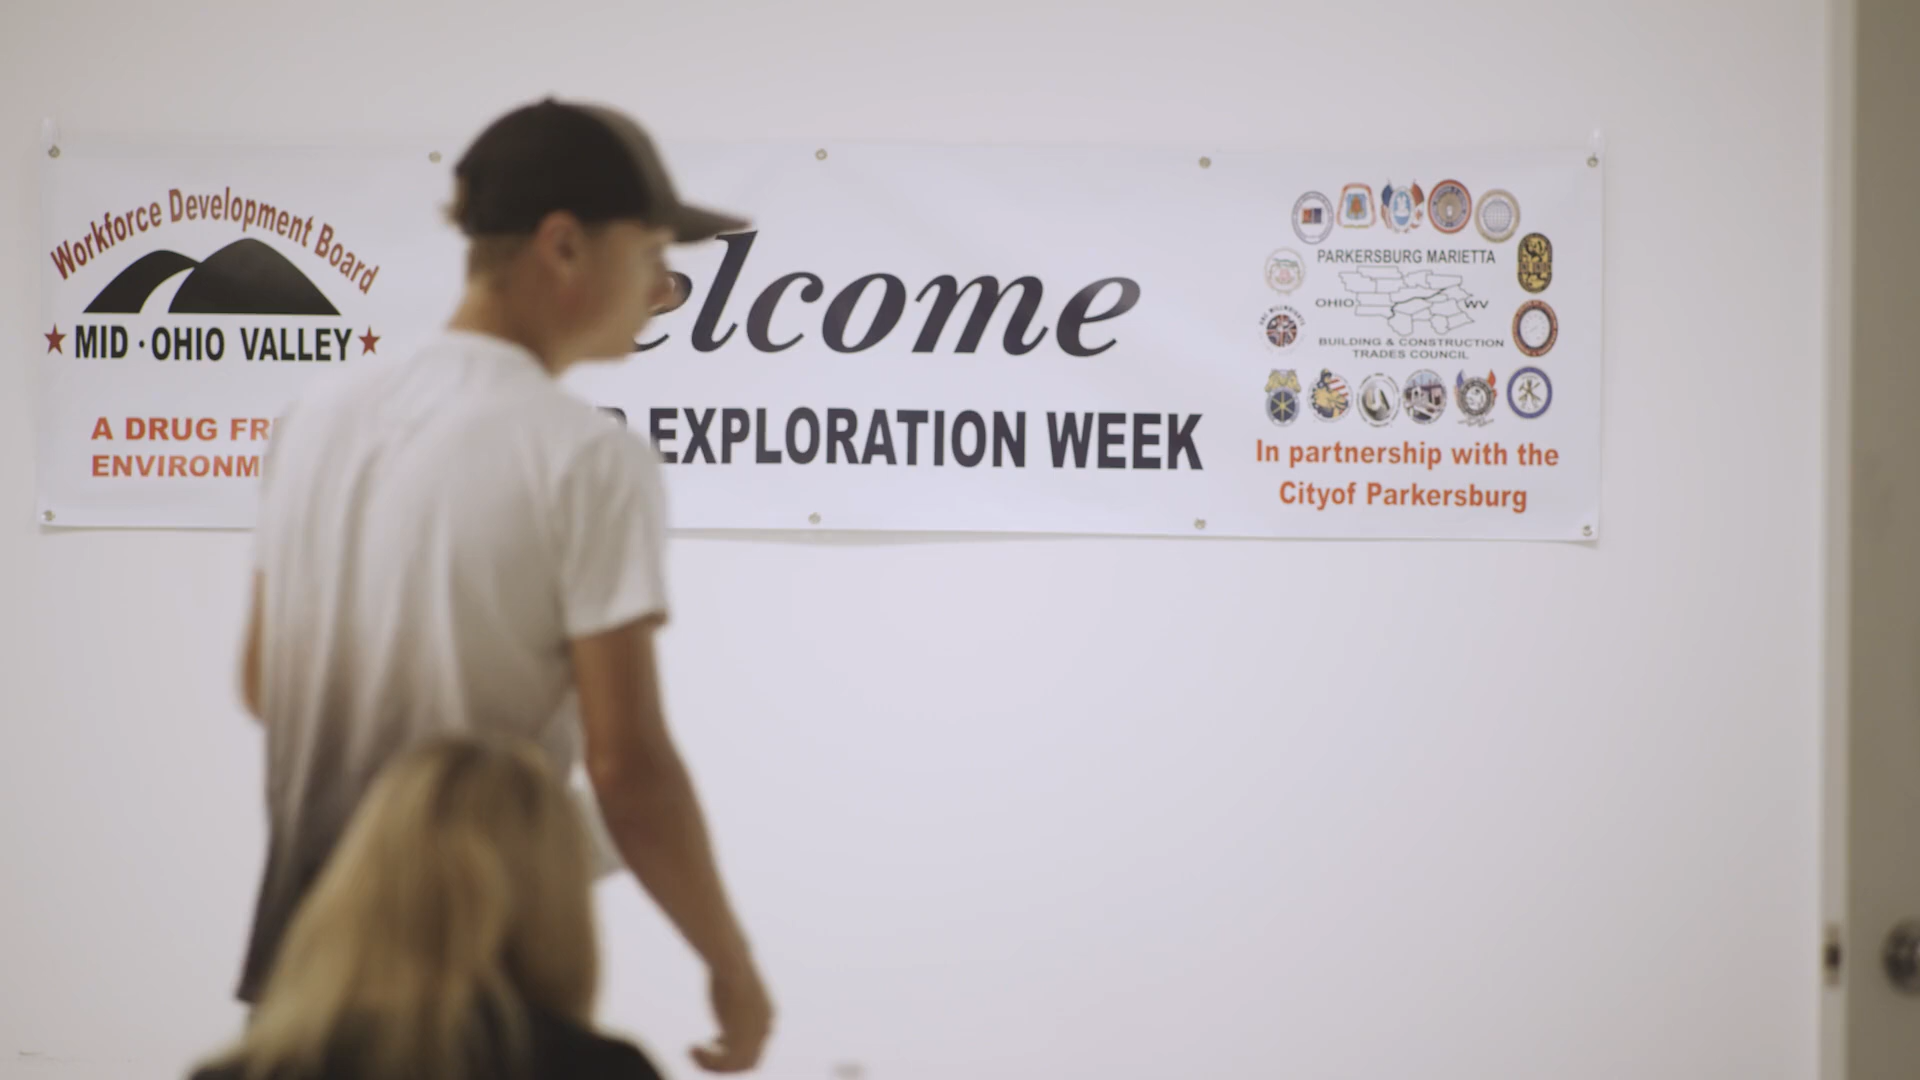 Workforce Development Board
MID · OHIO VALLEY
A DRUG FR
ENVIRONM
elcome
EXPLORATION WEEK
PARKERSBURG MARIETTA
OHIO WV
BUILDING & CONSTRUCTION
TRADES COUNCIL
In partnership with the
Cityof Parkersburg